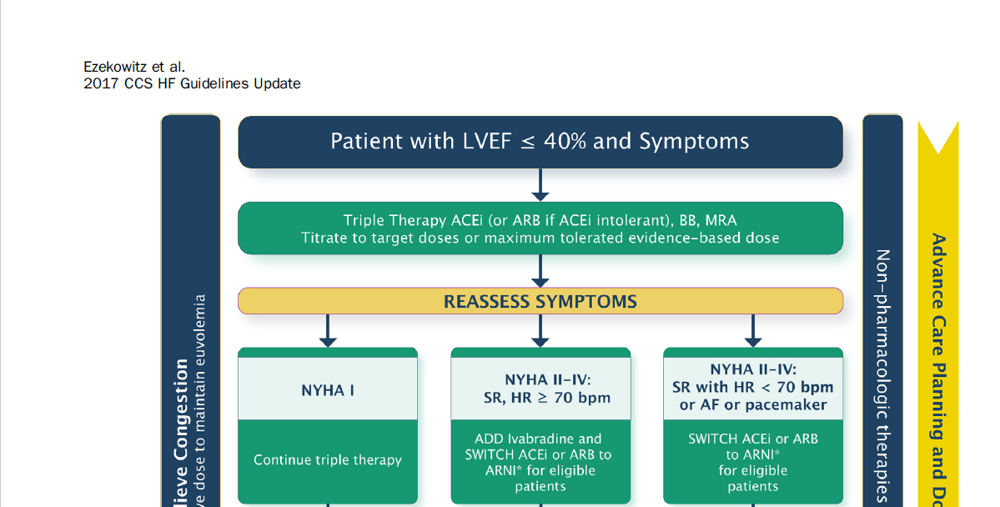 Ezekowitz et al.
2017 CCS HF Guidelines Update
Patient with LVEF ≤ 40% and Symptoms
Triple Therapy ACEi (or ARB if ACEi intolerant), BB, MRA
Titrate to target doses or maximum tolerated evidence-based dose
REASSESS SYMPTOMS
NYHA I
Continue triple therapy
NYHA II-IV:
SR, HR ≥ 70 bpm
ADD Ivabradine and
SWITCH ACEi or ARB to
ARNI* for eligible
patients
NYHA II-IV:
SR with HR < 70 bpm
or AF or pacemaker
SWITCH ACEi or ARB
to ARNI*
for eligible
patients
Congestion
dose to maintain euvolemia
Non-pharmacologic therapies
Advance Care Planning and